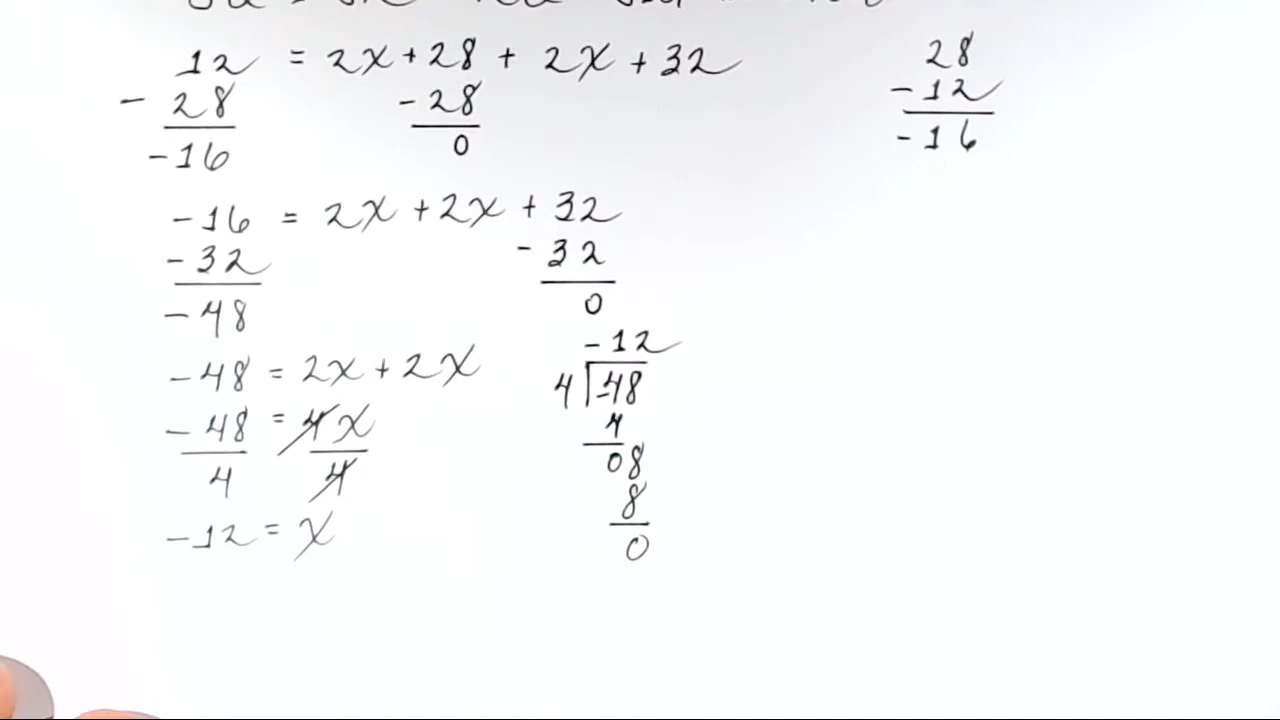 12 = 2x + 28 + 2x + 32
- 28 - 28
-16 0
28
- 12
-16
-16 = 2x + 2x + 32
- 32 - 32
-48 0
-48 = 2x + 2x
-48 = 4x
4 4
-12 = x
-12
4 -48
4
08
8
0